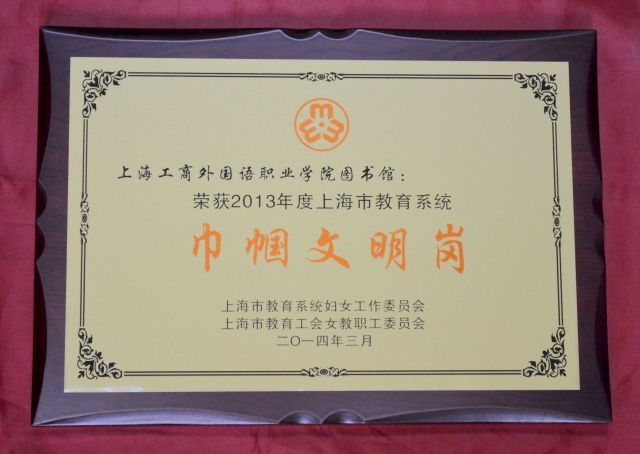 上海工商外国语职业学院图书馆：
荣获2013年度上海市教育系统
巾帼文明岗
上海市教育系统妇女工作委员会
上海市教育工会女教职工委员会
二〇一四年三月